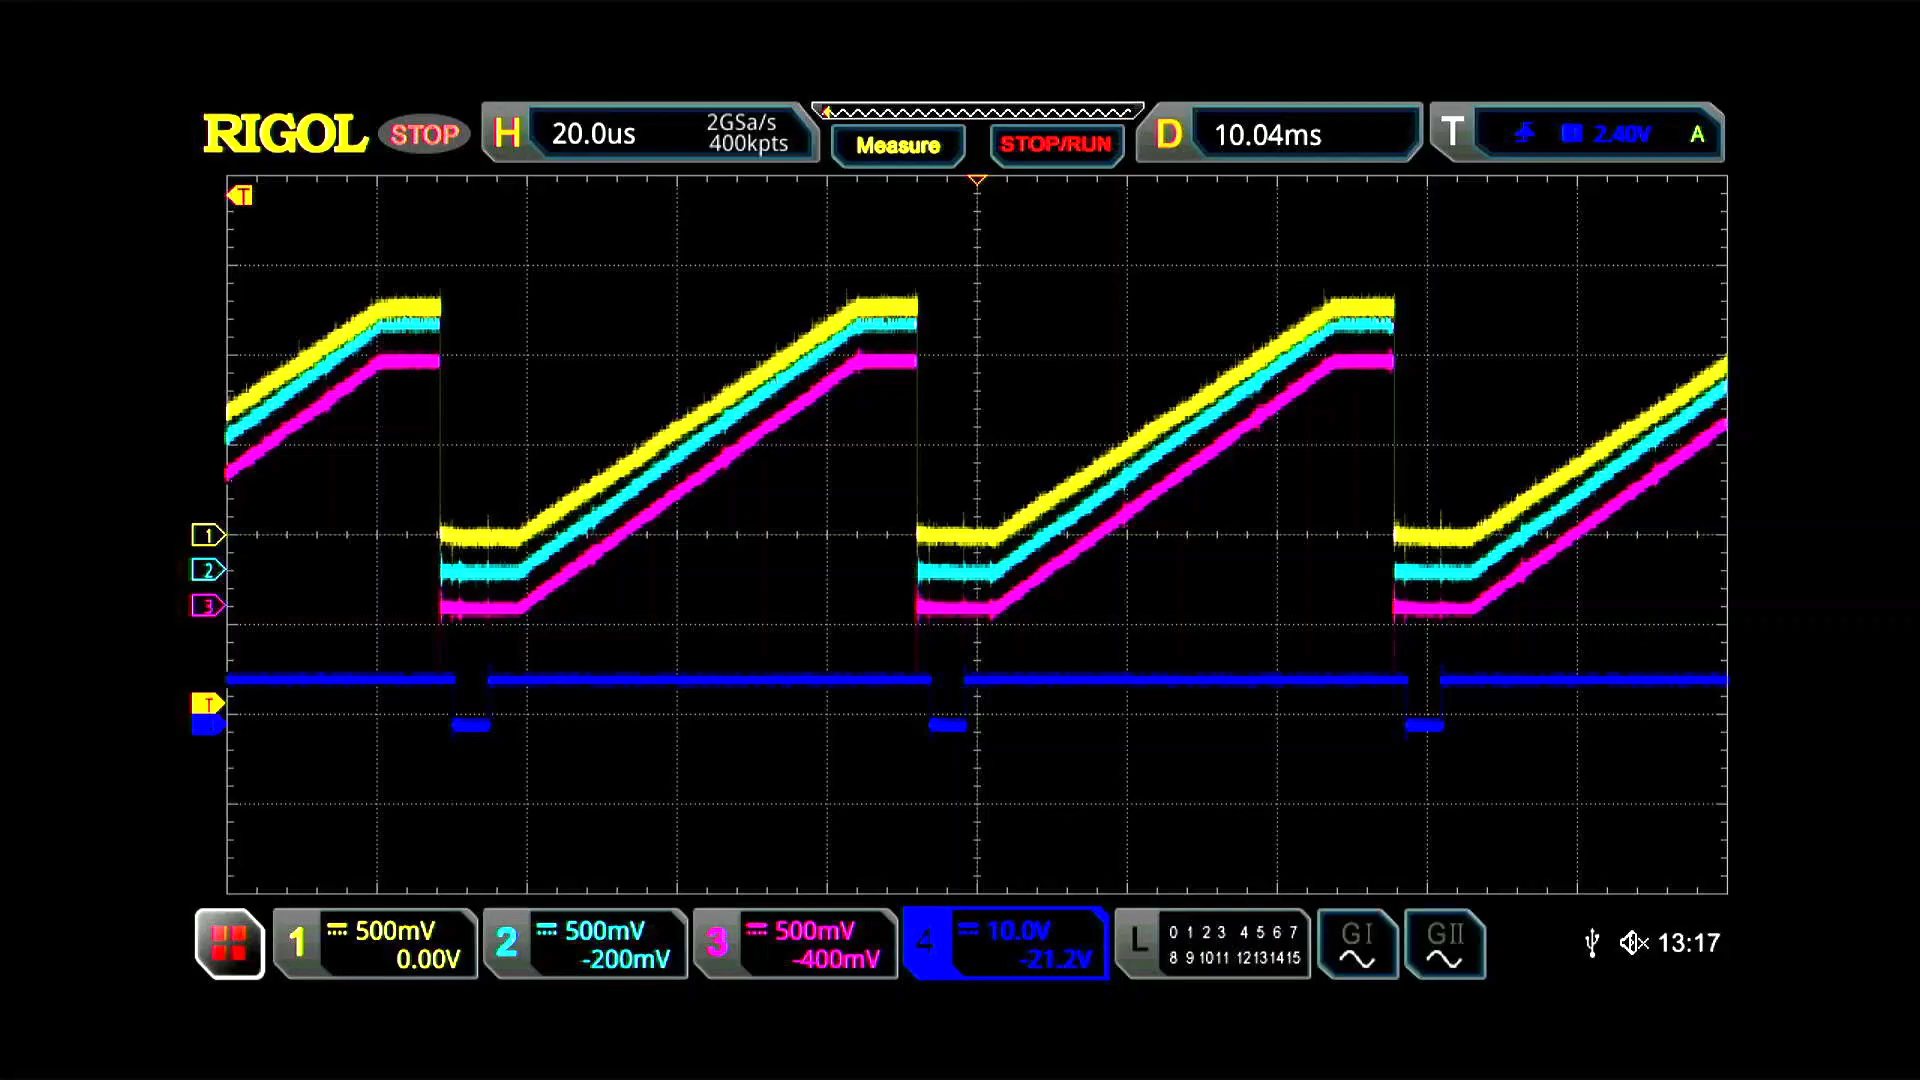 RIGOL STOP H 20.0us 2GSa/s 400kpts Measure STOP/RUN D 10.04ms T 2.40V A
T
1
2
3
T
1 500mV 0.00V 2 500mV -200mV 3 500mV -400mV 4 10.0V -21.2V L 0 1 2 3 4 5 6 7 8 9 10 11 12 13 14 15 GI GII 13:17